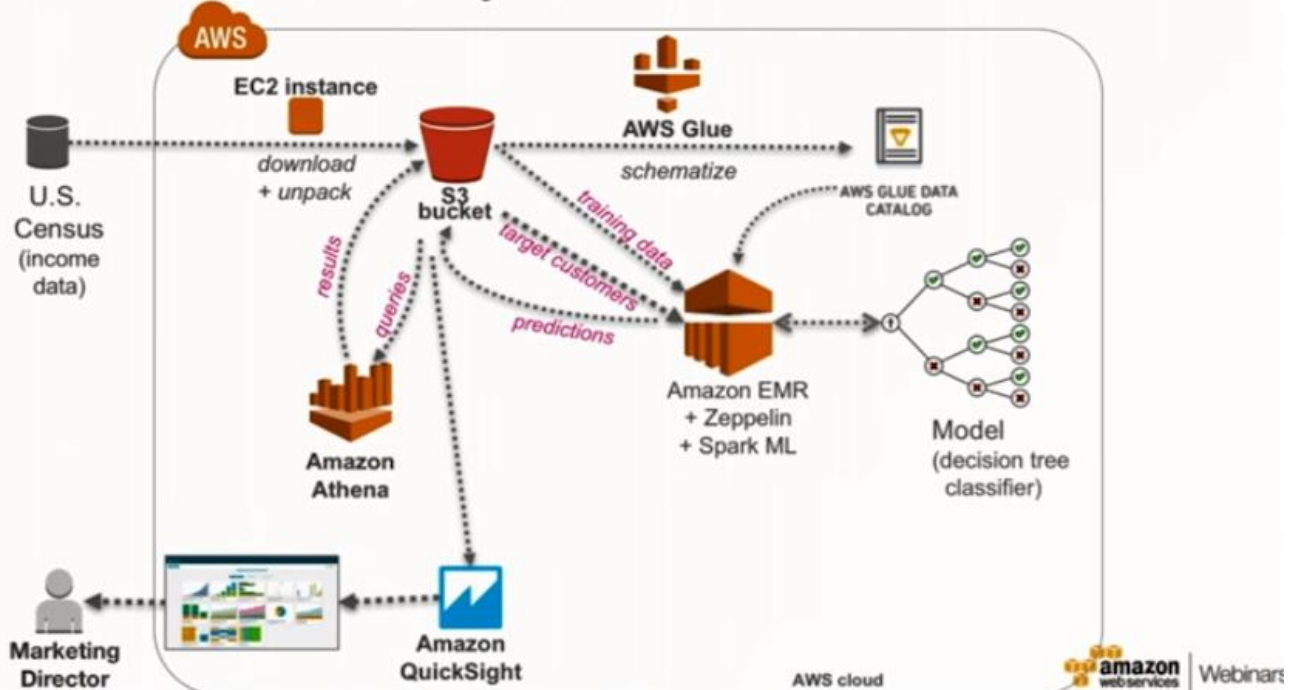 AWS
EC2 instance
download
+ unpack
U.S.
Census
(income
data)
S3
bucket
AWS Glue
schematize
AWS GLUE DATA
CATALOG
training data
target customers
predictions
results
queries
Amazon
Athena
Amazon EMR
+ Zeppelin
+ Spark ML
Model
(decision tree
classifier)
Marketing
Director
Amazon
QuickSight
AWS cloud
amazon
webservices
Webinars